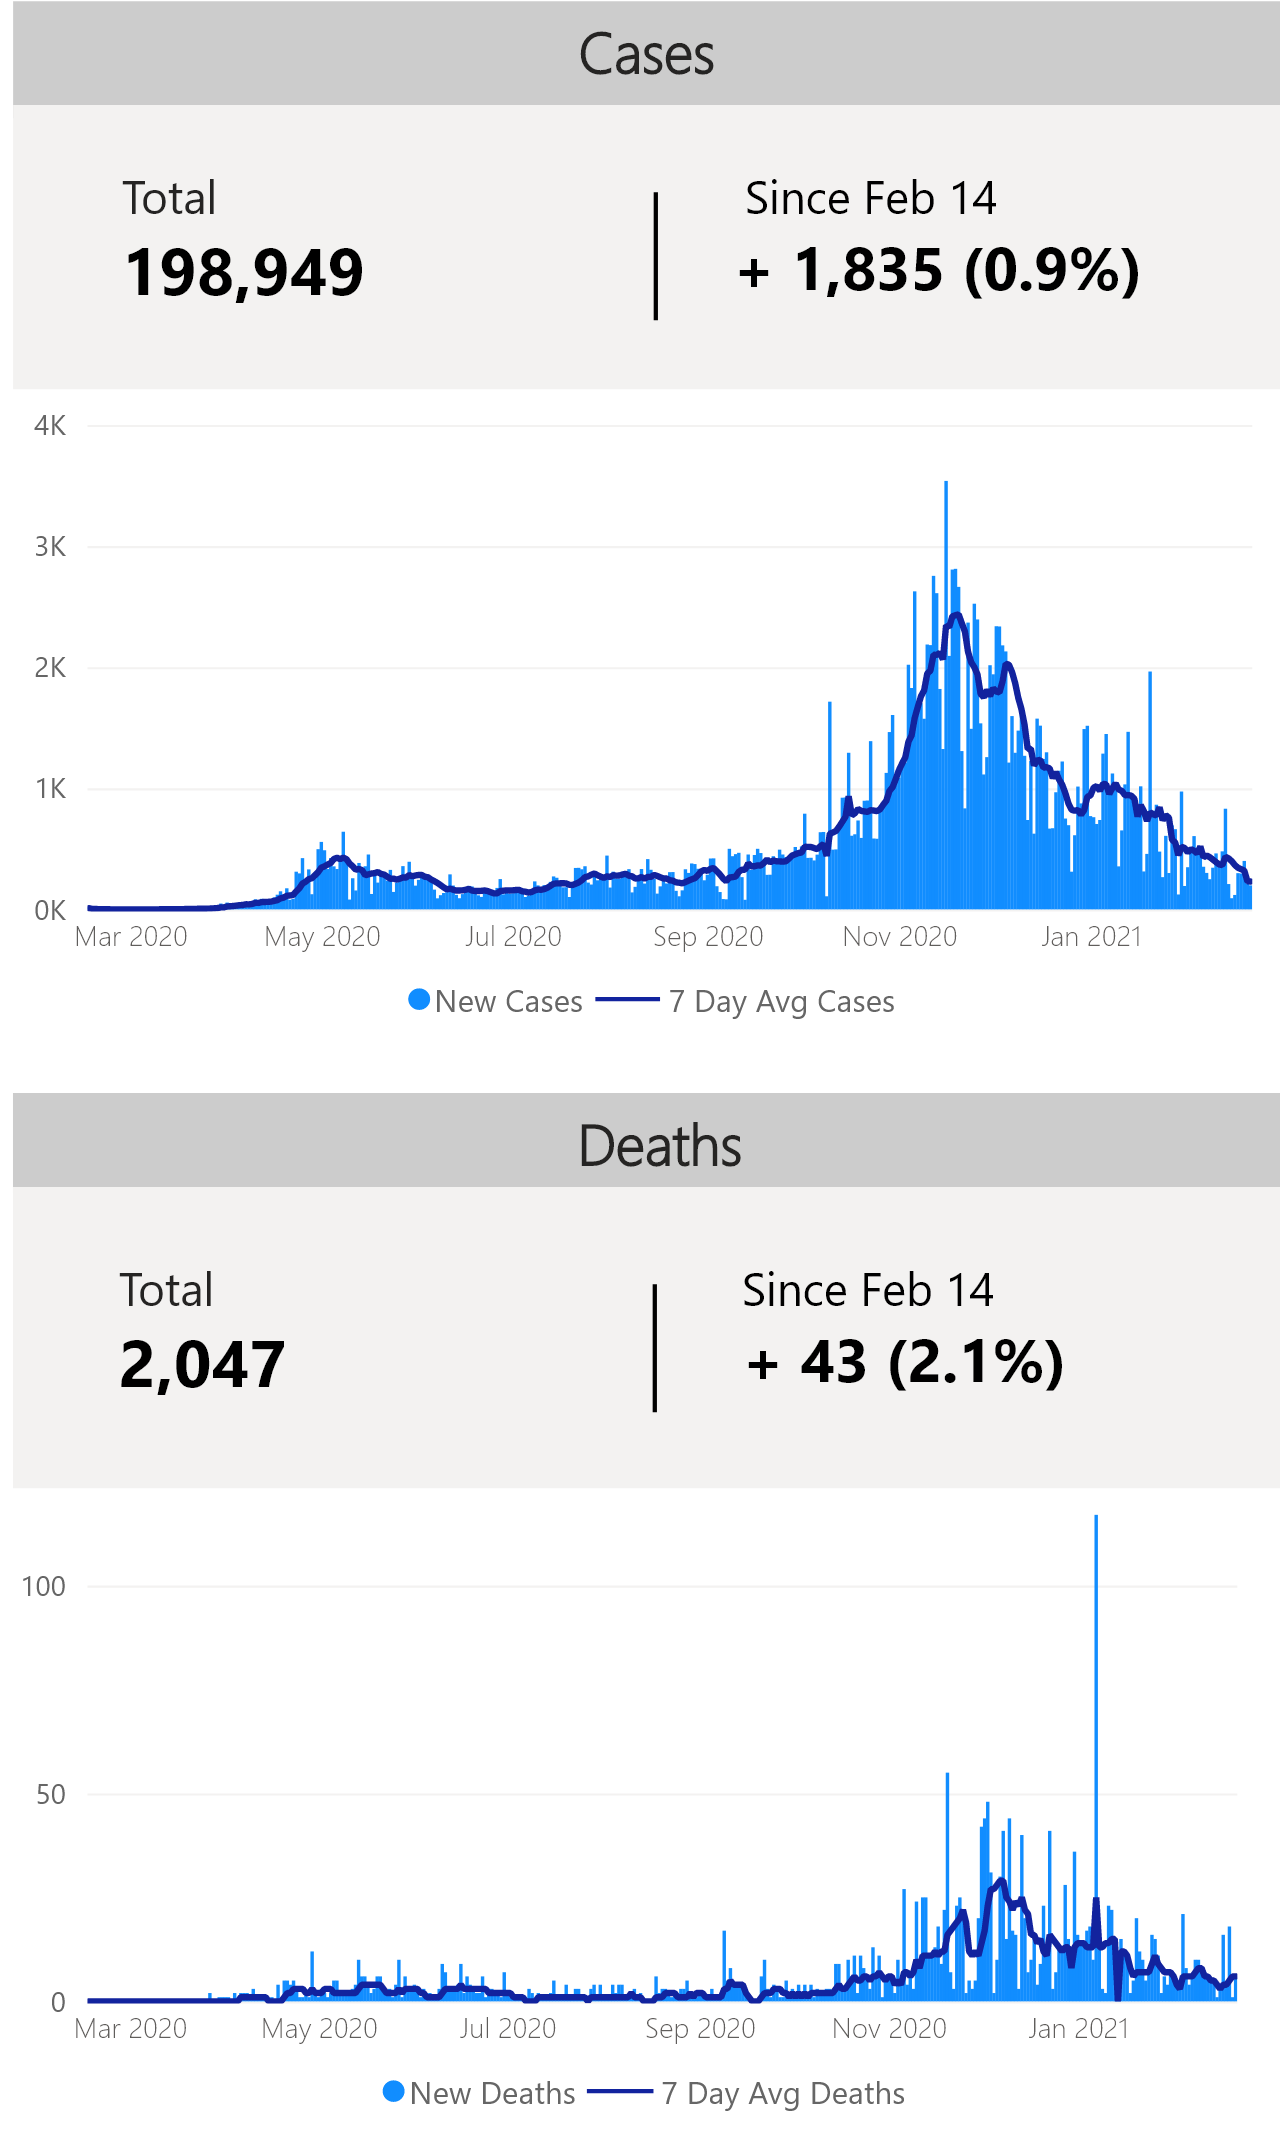 Cases
Total
Since Feb 14
198,949
+ 1,835 (0.9%)
4K
3K
2K
1K
0K
Mar 2020 May 2020 Jul 2020 Sep 2020 Nov 2020 Jan 2021
New Cases 7 Day Avg Cases
Deaths
Total
Since Feb 14
2,047
+ 43 (2.1%)
100
50
0
Mar 2020 May 2020 Jul 2020 Sep 2020 Nov 2020 Jan 2021
New Deaths 7 Day Avg Deaths